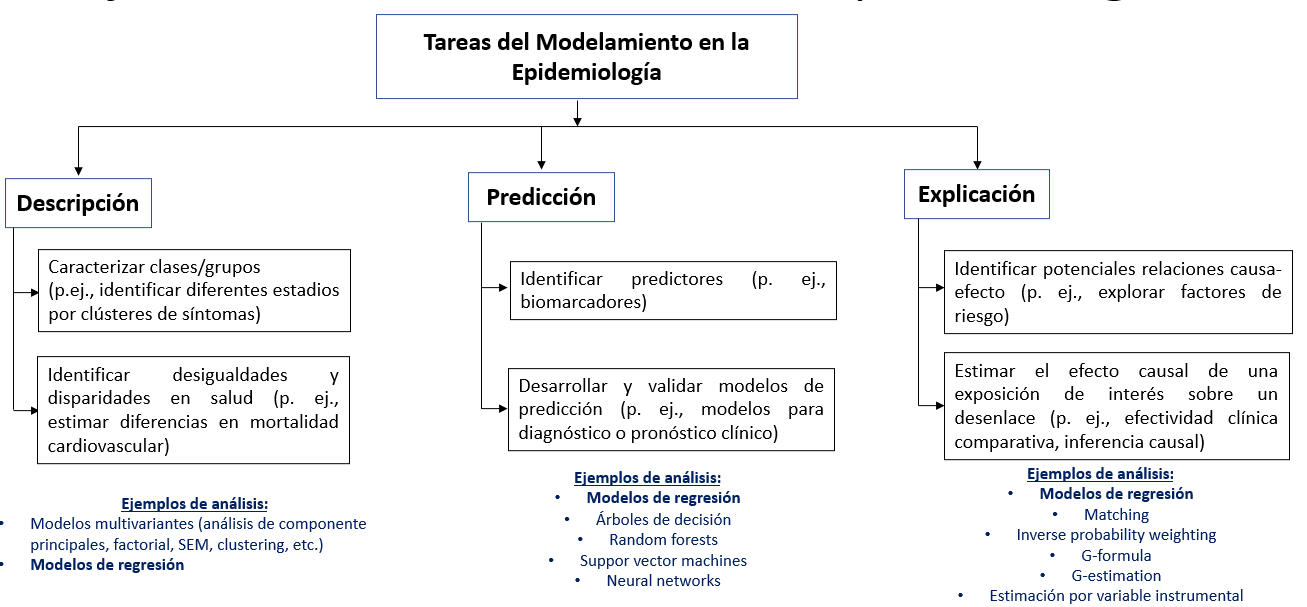 Tareas del Modelamiento en la
Epidemiología
Descripción
Caracterizar clases/grupos
(p.ej., identificar diferentes estadios
por clústeres de síntomas)
Identificar desigualdades y
disparidades en salud (p. ej.,
estimar diferencias en mortalidad
cardiovascular)
Ejemplos de análisis:
• Modelos multivariantes (análisis de componente
principales, factorial, SEM, clustering, etc.)
• Modelos de regresión
Predicción
Identificar predictores (p. ej.,
biomarcadores)
Desarrollar y validar modelos de
predicción (p. ej., modelos para
diagnóstico o pronóstico clínico)
Ejemplos de análisis:
• Modelos de regresión
• Árboles de decisión
• Random forests
• Suppor vector machines
• Neural networks
Explicación
Identificar potenciales relaciones causa-
efecto (p. ej., explorar factores de
riesgo)
Estimar el efecto causal de una
exposición de interés sobre un
desenlace (p. ej., efectividad clínica
comparativa, inferencia causal)
Ejemplos de análisis:
• Modelos de regresión
• Matching
• Inverse probability weighting
• G-formula
• G-estimation
• Estimación por variable instrumental